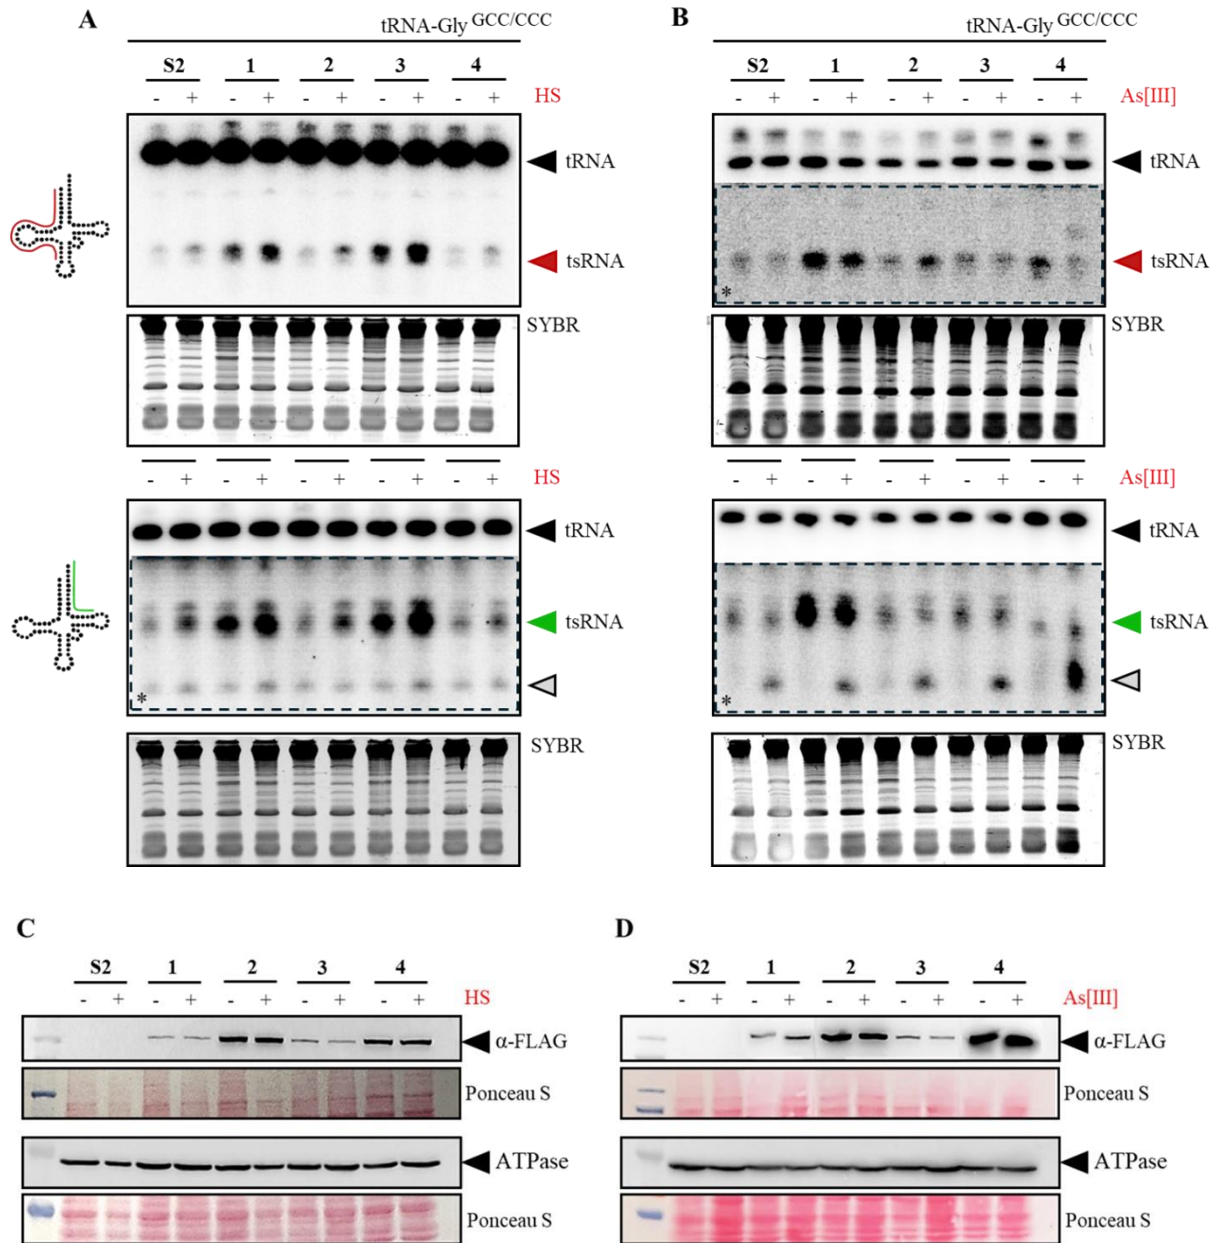 A
tRNA-Gly GCC/CCC
S2 1 2 3 4
- + - + - + - + - + HS
tRNA
tsRNA
*
SYBR
- + - + - + - + - + HS
tRNA
tsRNA
*
SYBR
B
tRNA-Gly GCC/CCC
S2 1 2 3 4
- + - + - + - + - + As[III]
tRNA
tsRNA
*
SYBR
- + - + - + - + - + As[III]
tRNA
tsRNA
*
SYBR
C
S2 1 2 3 4
- + - + - + - + - + HS
α-FLAG
Ponceau S
ATPase
Ponceau S
D
S2 1 2 3 4
- + - + - + - + - + As[III]
α-FLAG
Ponceau S
ATPase
Ponceau S